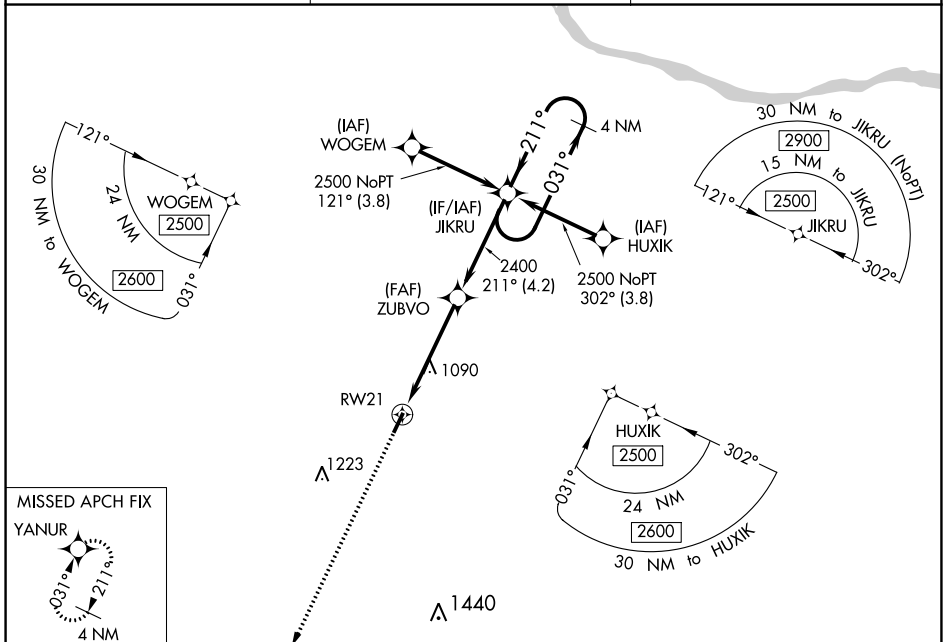 121°
30 NM to WOGEM
24 NM
WOGEM
2500
2600
031°
(IAF)
WOGEM
2500 NoPT
121° (3.8)
211°
031°
4 NM
(IF/IAF)
JIKRU
(IAF)
HUXIK
2500 NoPT
302° (3.8)
2400
211° (4.2)
(FAF)
ZUBVO
1090
RW21
1223
1440
30 NM to JIKRU (NoPT)
2900
15 NM to JIKRU
2500
121°
JIKRU
302°
HUXIK
2500
302°
031°
24 NM
2600
30 NM to HUXIK
MISSED APCH FIX
YANUR
031°
211°
4 NM